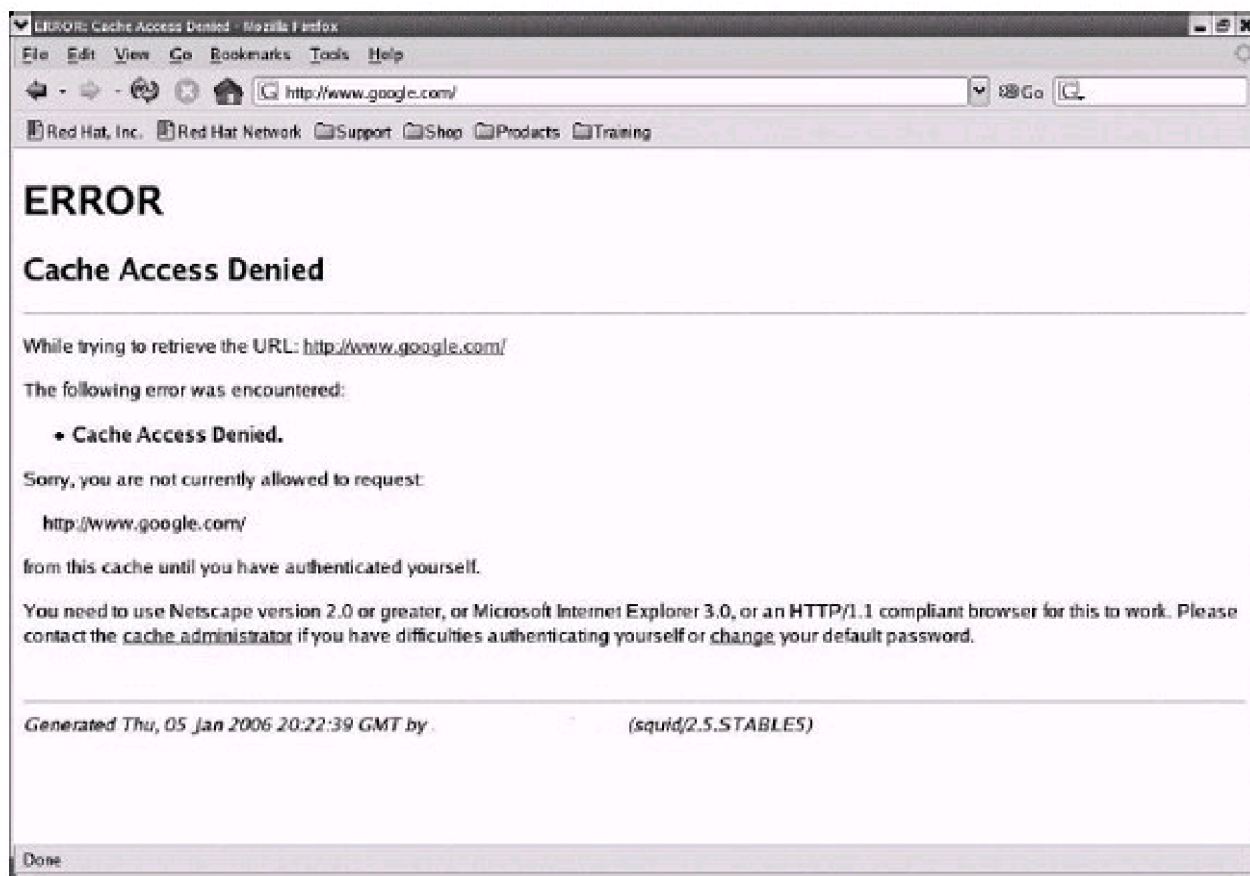 ERROR: Cache Access Denied - Mozilla Firefox
File Edit View Go Bookmarks Tools Help
http://www.google.com/ Go
Red Hat, Inc. Red Hat Network Support Shop Products Training
ERROR
Cache Access Denied
While trying to retrieve the URL: http://www.google.com/
The following error was encountered:
• Cache Access Denied.
Sorry, you are not currently allowed to request:
http://www.google.com/
from this cache until you have authenticated yourself.
You need to use Netscape version 2.0 or greater, or Microsoft Internet Explorer 3.0, or an HTTP/1.1 compliant browser for this to work. Please
contact the cache administrator if you have difficulties authenticating yourself or change your default password.
Generated Thu, 05 Jan 2006 20:22:39 GMT by (squid/2.5.STABLE5)
Done